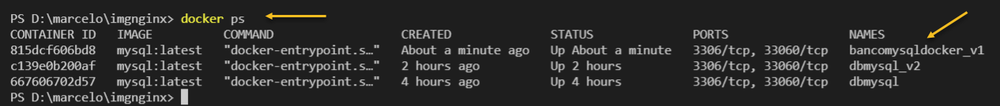 PS D:\marcelo\imgnginx> docker ps
CONTAINER ID   IMAGE          COMMAND                  CREATED              STATUS              PORTS                 NAMES
815dcf606bd8   mysql:latest   "docker-entrypoint.s…"   About a minute ago   Up About a minute   3306/tcp, 33060/tcp   bancomysqldocker_v1
c139e0b200af   mysql:latest   "docker-entrypoint.s…"   2 hours ago          Up 2 hours          3306/tcp, 33060/tcp   dbmysql_v2
667606702d57   mysql:latest   "docker-entrypoint.s…"   4 hours ago          Up 4 hours          3306/tcp, 33060/tcp   dbmysql
PS D:\marcelo\imgnginx>